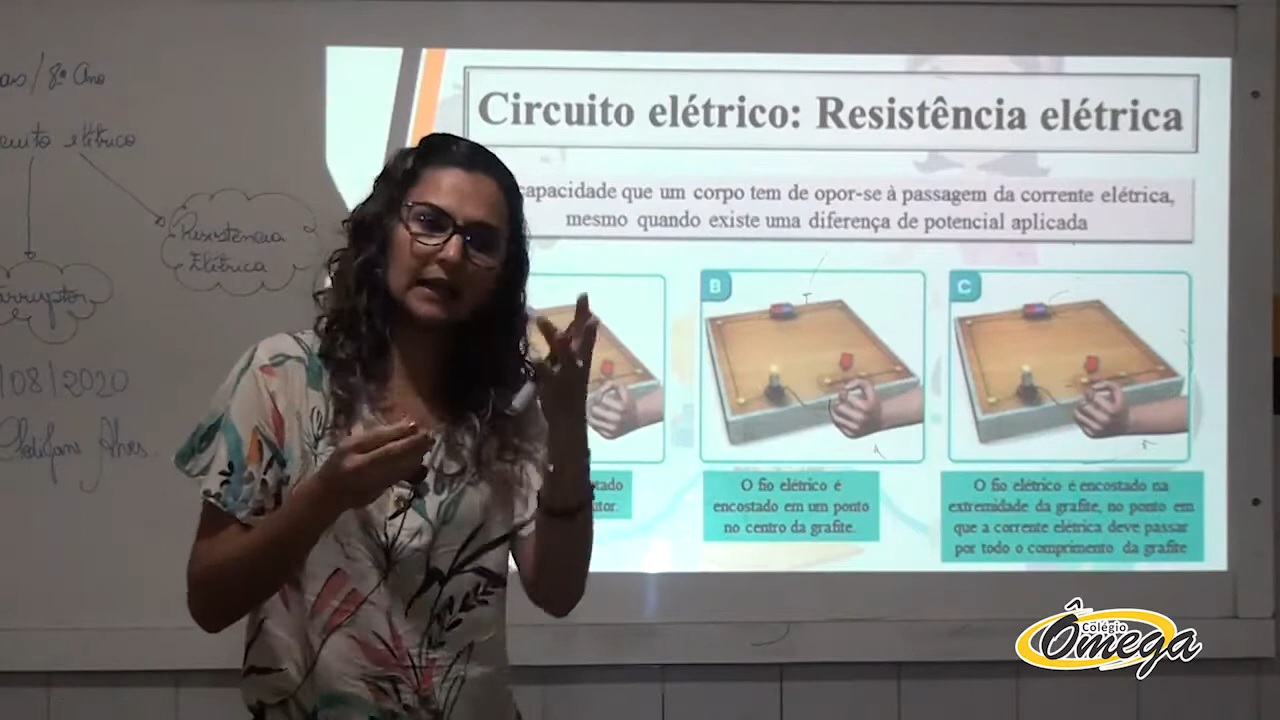 8º Ano
elétrico
Resistência
Elétrica
/08/2020
Alves.
Circuito elétrico: Resistência elétrica
capacidade que um corpo tem de opor-se à passagem da corrente elétrica,
mesmo quando existe uma diferença de potencial aplicada
B
C
O fio elétrico é
encostado em um ponto
no centro da grafite.
O fio elétrico é encostado na
extremidade da grafite, no ponto em
que a corrente elétrica deve passar
por todo o comprimento da grafite
Colégio
Ômega